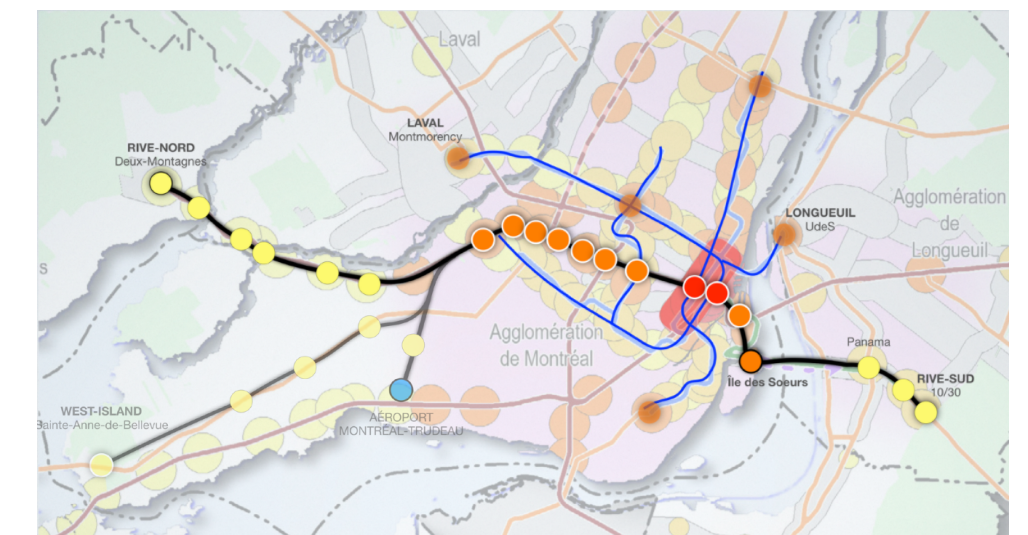 Laval
LAVAL
Montmorency
RIVE-NORD
Deux-Montagnes
Agglomération
de
Longueuil
LONGUEUIL
UdeS
s
Agglomération
de Montréal
Panama
Île des Soeurs
RIVE-SUD
10/30
WEST-ISLAND
Sainte-Anne-de-Bellevue
AÉROPORT
MONTRÉAL-TRUDEAU